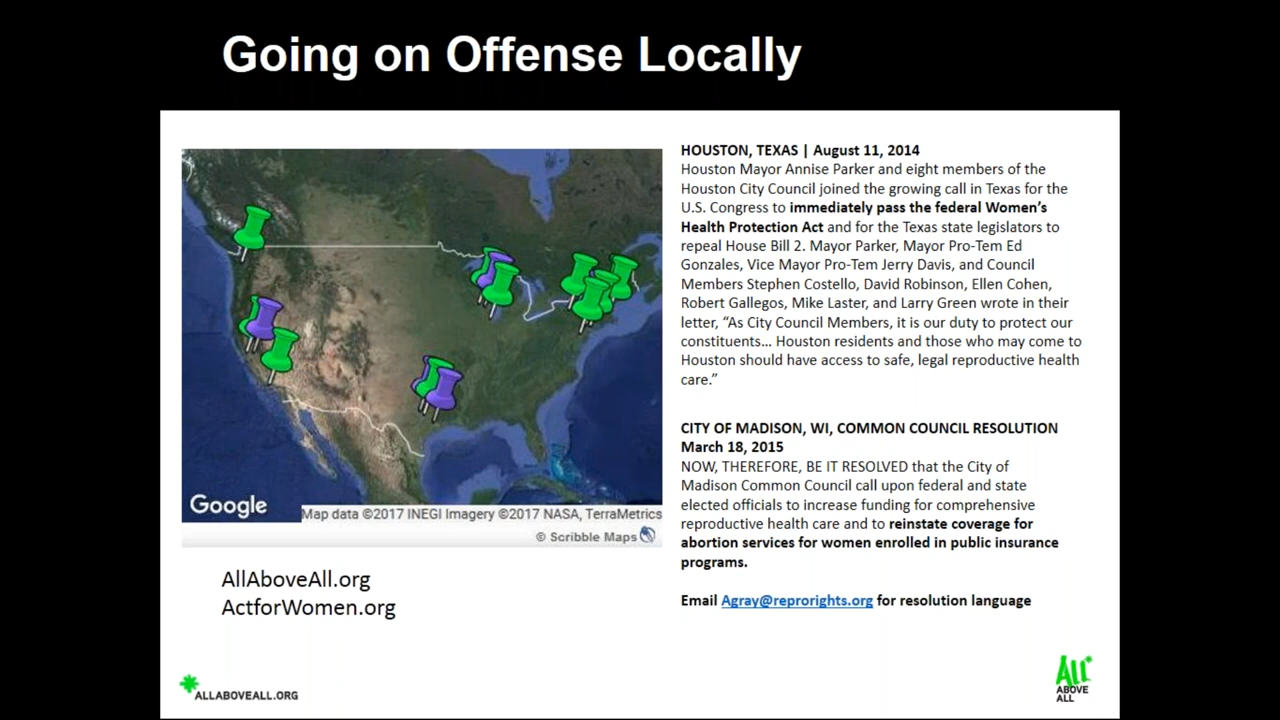 Going on Offense Locally
HOUSTON, TEXAS | August 11, 2014
Houston Mayor Annise Parker and eight members of the
Houston City Council joined the growing call in Texas for the
U.S. Congress to immediately pass the federal Women's
Health Protection Act and for the Texas state legislators to
repeal House Bill 2. Mayor Parker, Mayor Pro-Tem Ed
Gonzales, Vice Mayor Pro-Tem Jerry Davis, and Council
Members Stephen Costello, David Robinson, Ellen Cohen,
Robert Gallegos, Mike Laster, and Larry Green wrote in their
letter, “As City Council Members, it is our duty to protect our
constituents… Houston residents and those who may come to
Houston should have access to safe, legal reproductive health
care.”
CITY OF MADISON, WI, COMMON COUNCIL RESOLUTION
March 18, 2015
NOW, THEREFORE, BE IT RESOLVED that the City of
Madison Common Council call upon federal and state
elected officials to increase funding for comprehensive
reproductive health care and to reinstate coverage for
abortion services for women enrolled in public insurance
programs.
Email Agray@reprorights.org for resolution language
Google
Map data ©2017 INEGI Imagery ©2017 NASA, TerraMetrics
© Scribble Maps
AllAboveAll.org
ActforWomen.org
ALLABOVEALL.ORG
All*
ABOVE
ALL